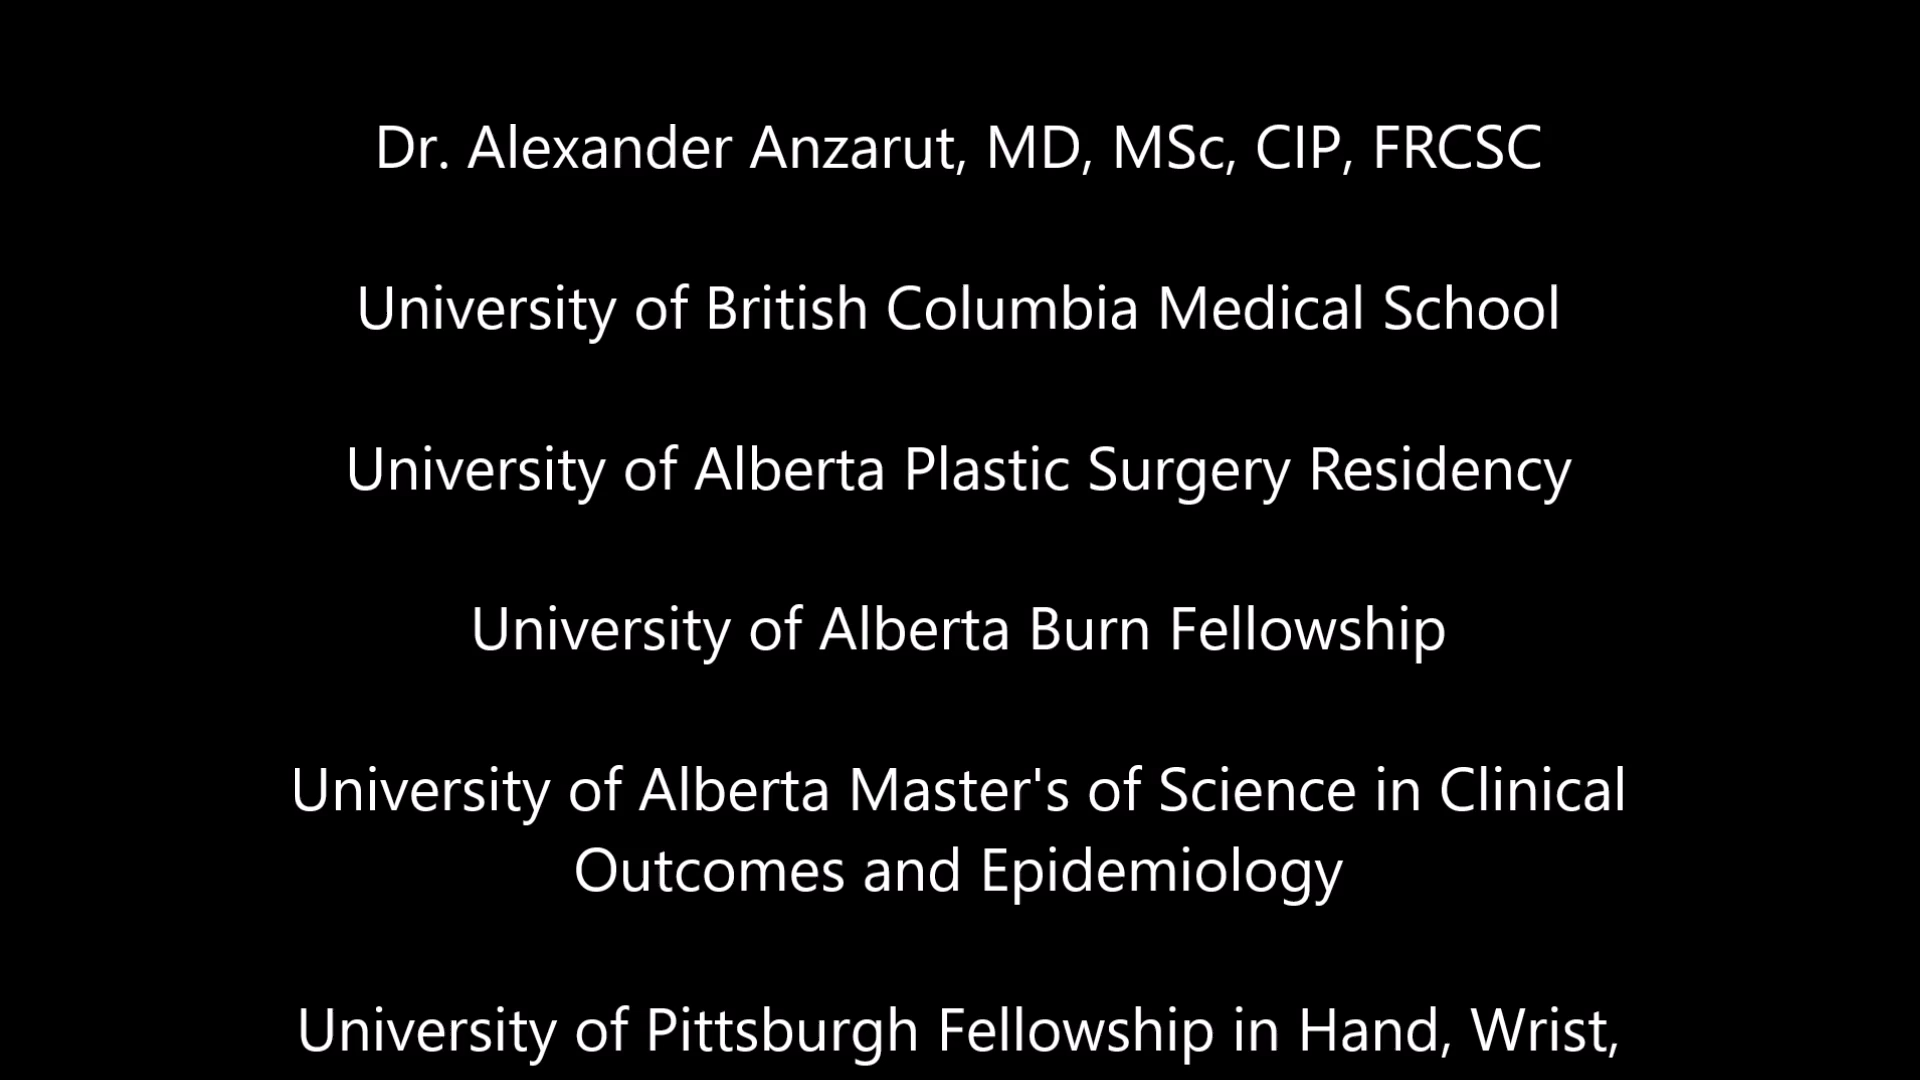 Dr. Alexander Anzarut, MD, MSc, CIP, FRCSC
University of British Columbia Medical School
University of Alberta Plastic Surgery Residency
University of Alberta Burn Fellowship
University of Alberta Master's of Science in Clinical
Outcomes and Epidemiology
University of Pittsburgh Fellowship in Hand, Wrist,